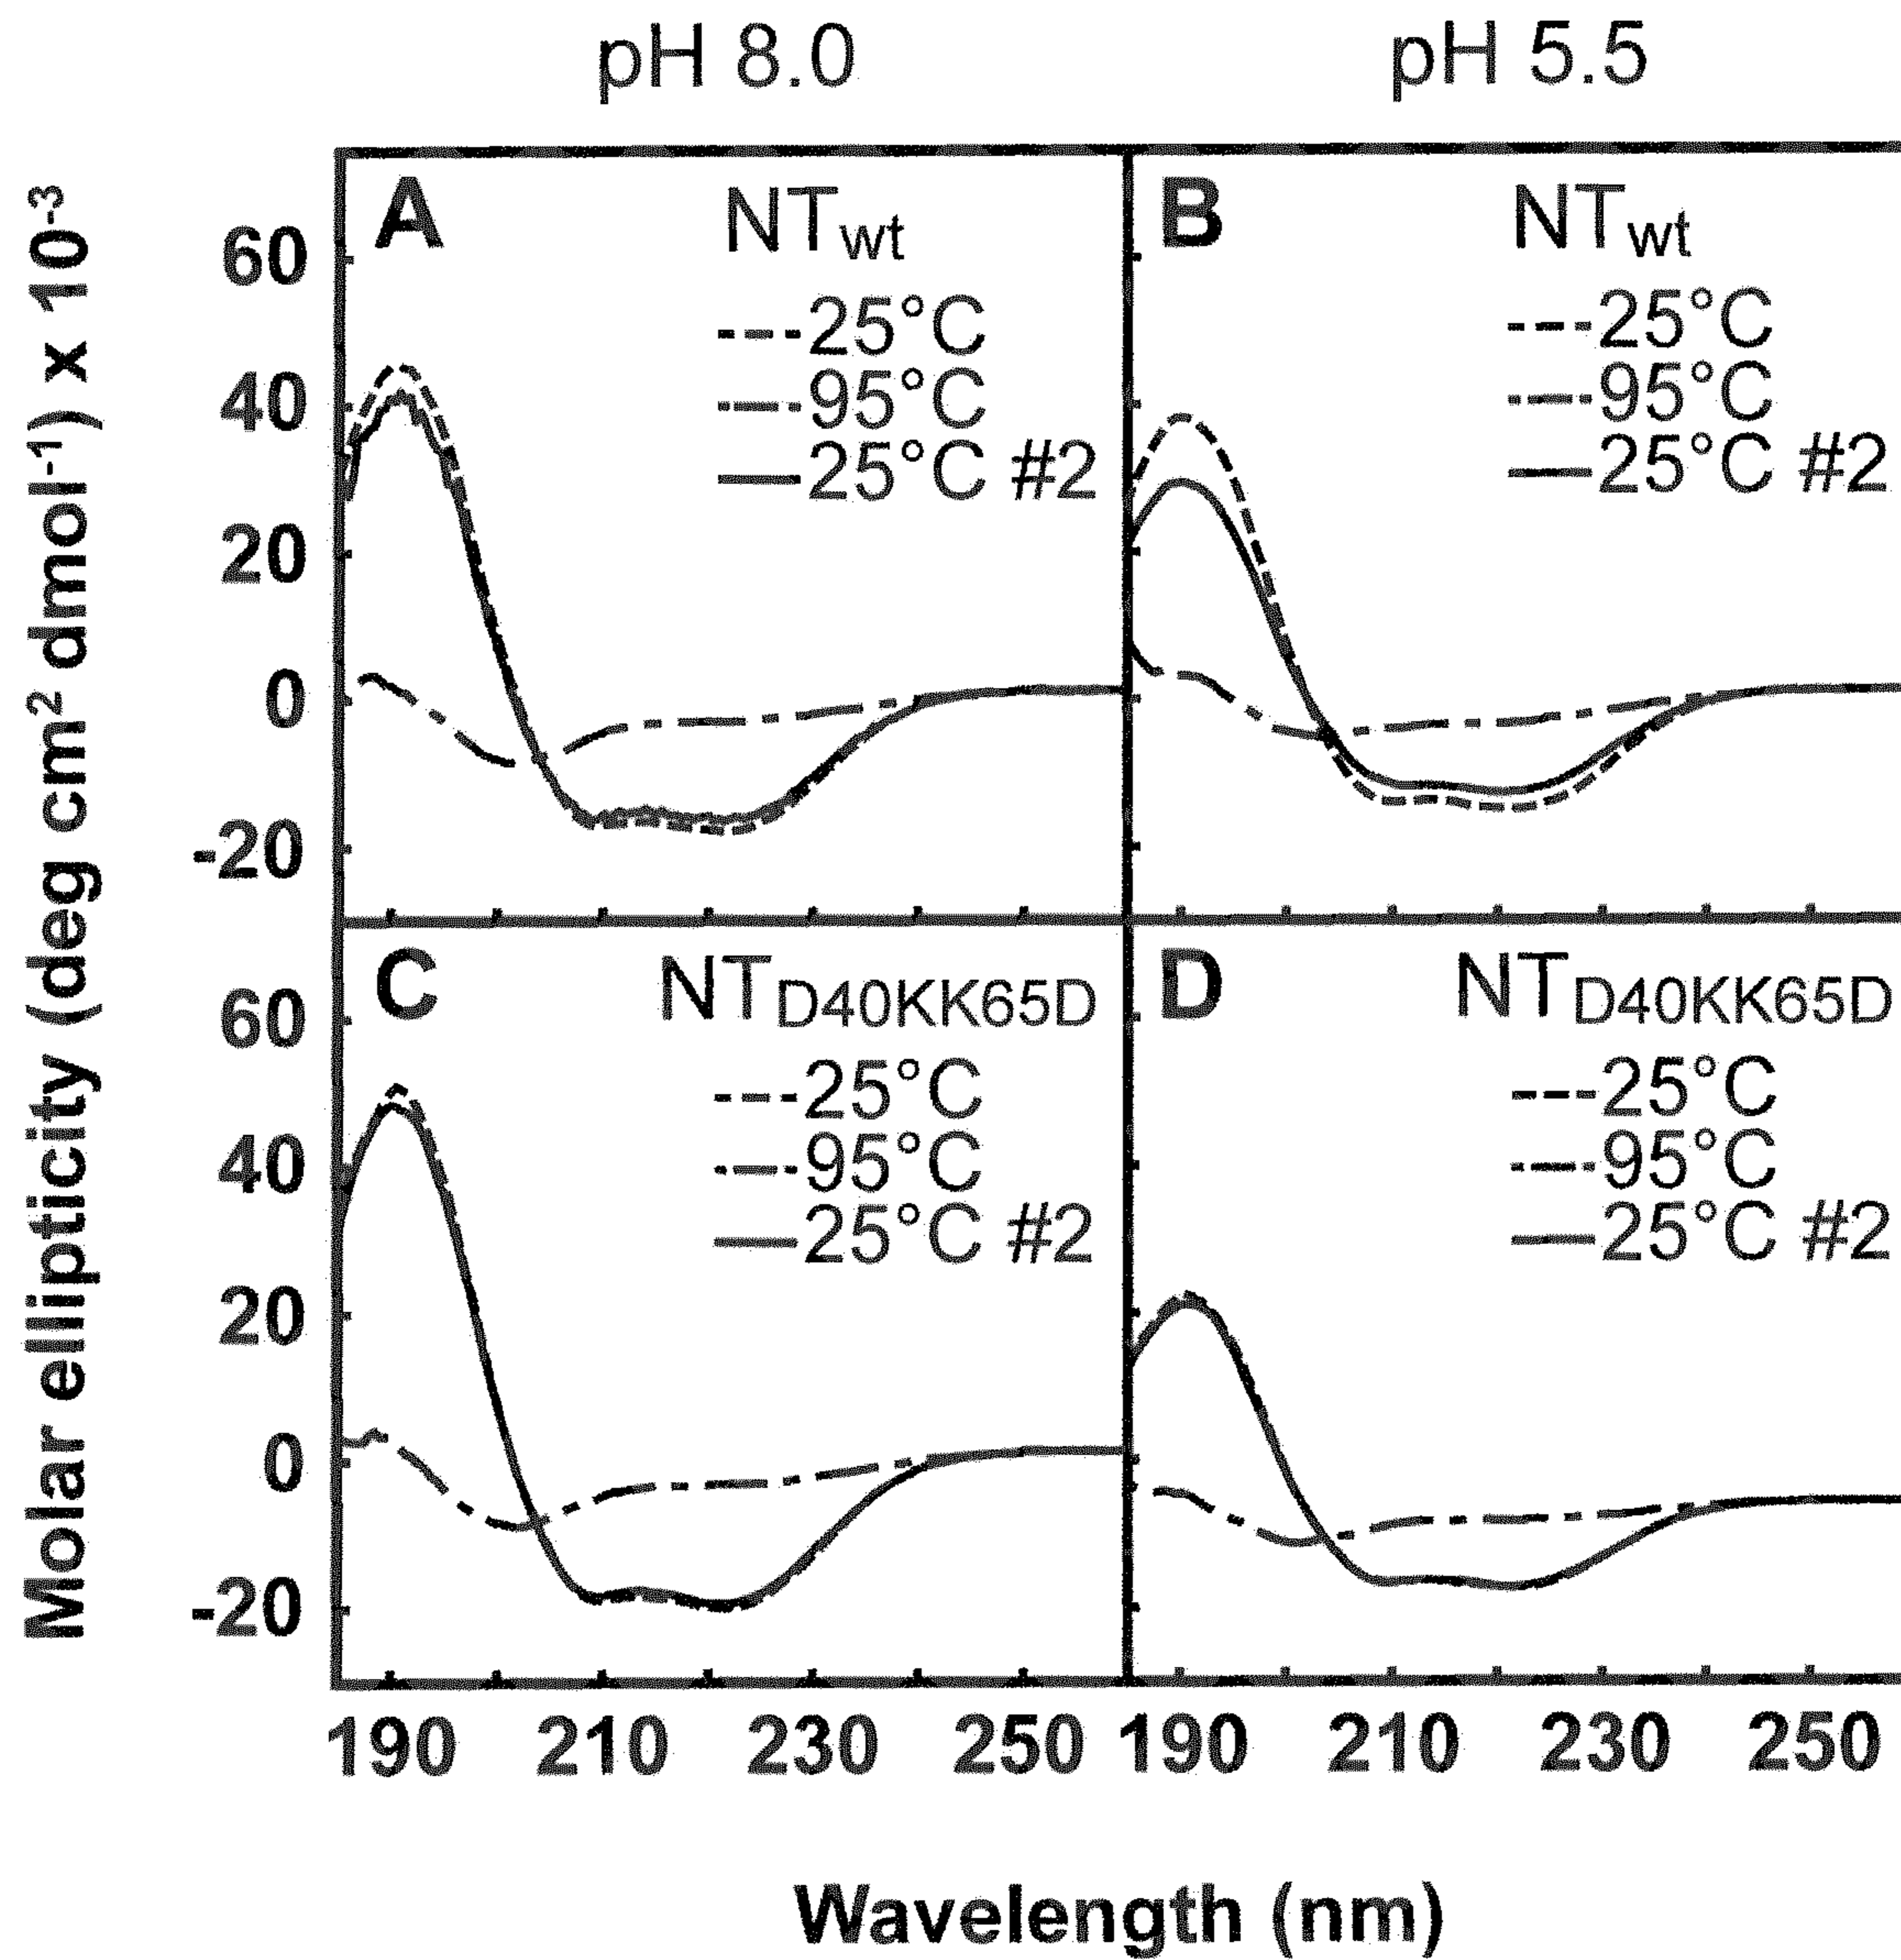 pH 8.0
pH 5.5
Molar ellipticity (deg cm² dmol⁻¹) x 10⁻³
A
NTwt
25°C
95°C
25°C #2
60
40
20
0
-20
B
NTwt
25°C
95°C
25°C #2
C
NTD40KK65D
25°C
95°C
25°C #2
60
40
20
0
-20
D
NTD40KK65D
25°C
95°C
25°C #2
190 210 230 250
190 210 230 250
Wavelength (nm)